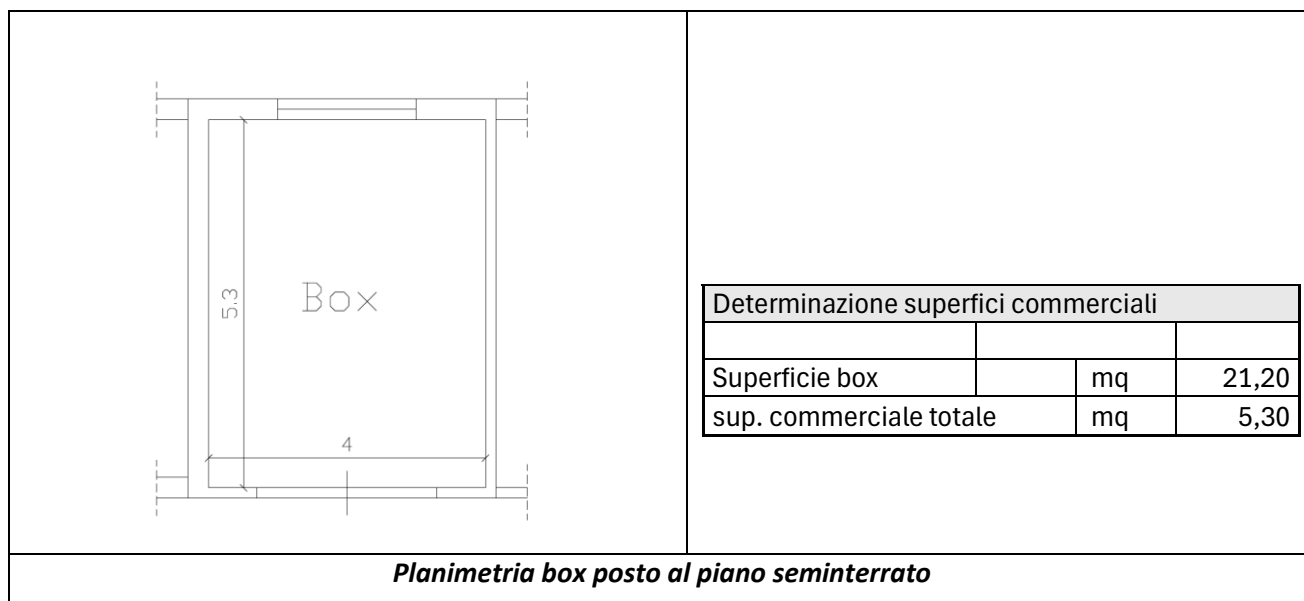 5.3
Box
4
Determinazione superfici commerciali
Superficie box mq 21,20
sup. commerciale totale mq 5,30
Planimetria box posto al piano seminterrato